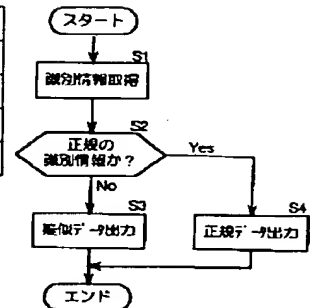 スタート
S1
識別情報取得
S2
正規の
識別情報か?
Yes
No
S3
疑似データ出力
S4
正規データ出力
エンド